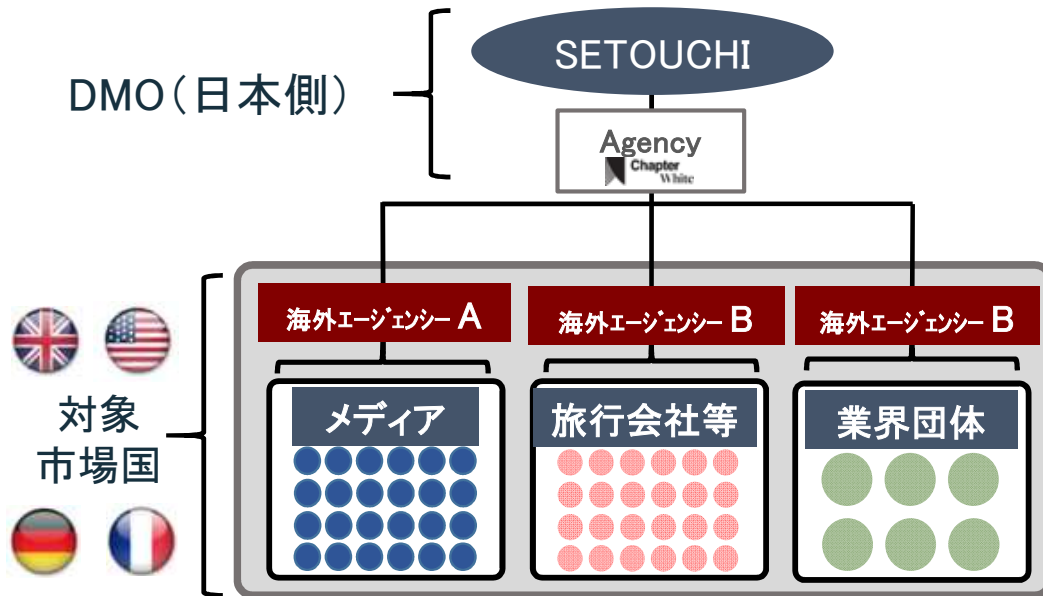 SETOUCHI
DMO（日本側）
Agency
Chapter
White
海外エージェンシー A
海外エージェンシー B
海外エージェンシー B
対象
市場国
メディア
旅行会社等
業界団体